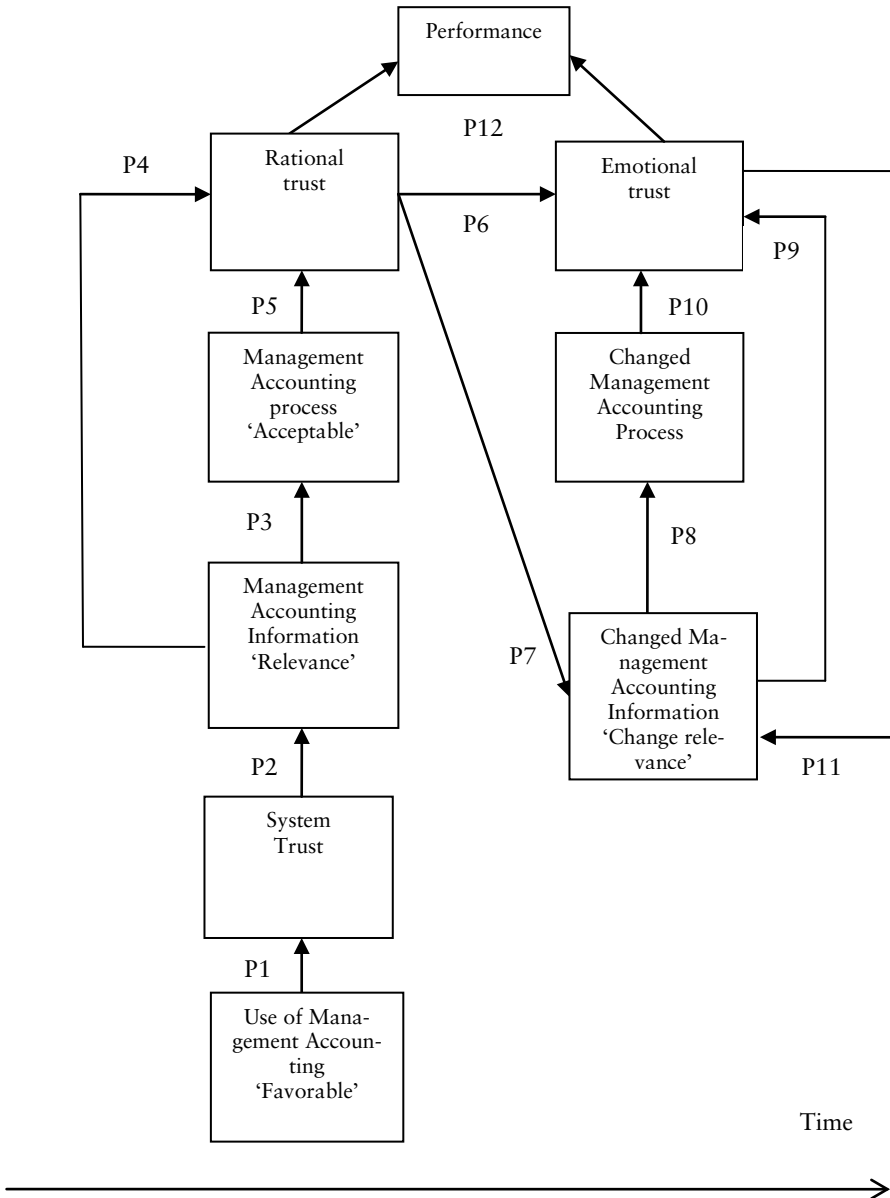 Performance
P12
P4
Rational
trust
Emotional
trust
P6
P9
P5
P10
Management
Accounting
process
‘Acceptable’
Changed
Management
Accounting
Process
P3
P8
Management
Accounting
Information
‘Relevance’
P7
Changed Ma-
nagement
Accounting
Information
‘Change rele-
vance’
P2
P11
System
Trust
P1
Use of Mana-
gement Accoun-
ting
‘Favorable’
Time